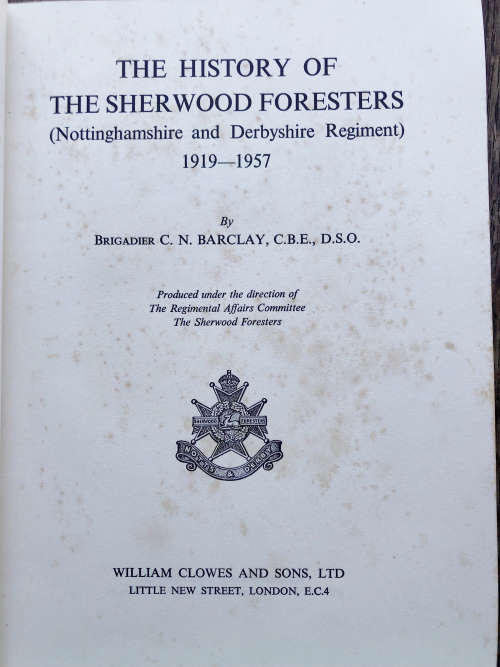 THE HISTORY OF
THE SHERWOOD FORESTERS
(Nottinghamshire and Derbyshire Regiment)
1919—1957
By
BRIGADIER C. N. BARCLAY, C.B.E., D.S.O.
Produced under the direction of
The Regimental Affairs Committee
The Sherwood Foresters
SHERWOOD FORESTERS
NOTTS & DERBY
WILLIAM CLOWES AND SONS, LTD
LITTLE NEW STREET, LONDON, E.C.4